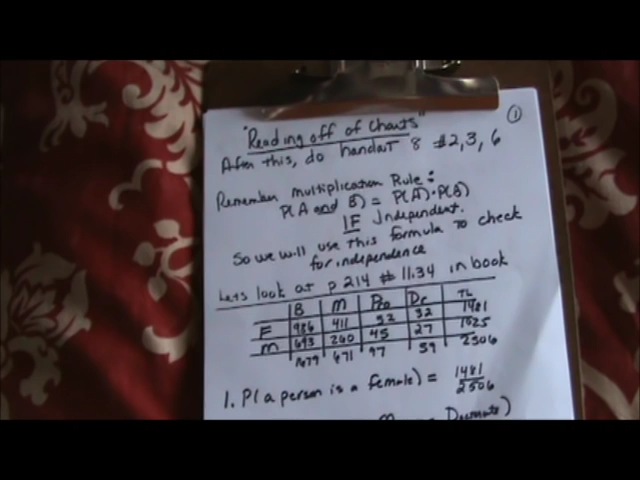 ①
"Reading off of Charts"
After this, do handout 8 #2, 3, 6
Remember Multiplication Rule:
P(A and B) = P(A)·P(B)
IF Independent.
So we will use this formula to check
for independence
Lets look at p 214 #11.34 in book
B M Pro Dr TL
F 986 411 52 32 1481
M 693 260 45 27 1025
1679 671 97 59 2506
1. P(a person is a female) = 1481/2506